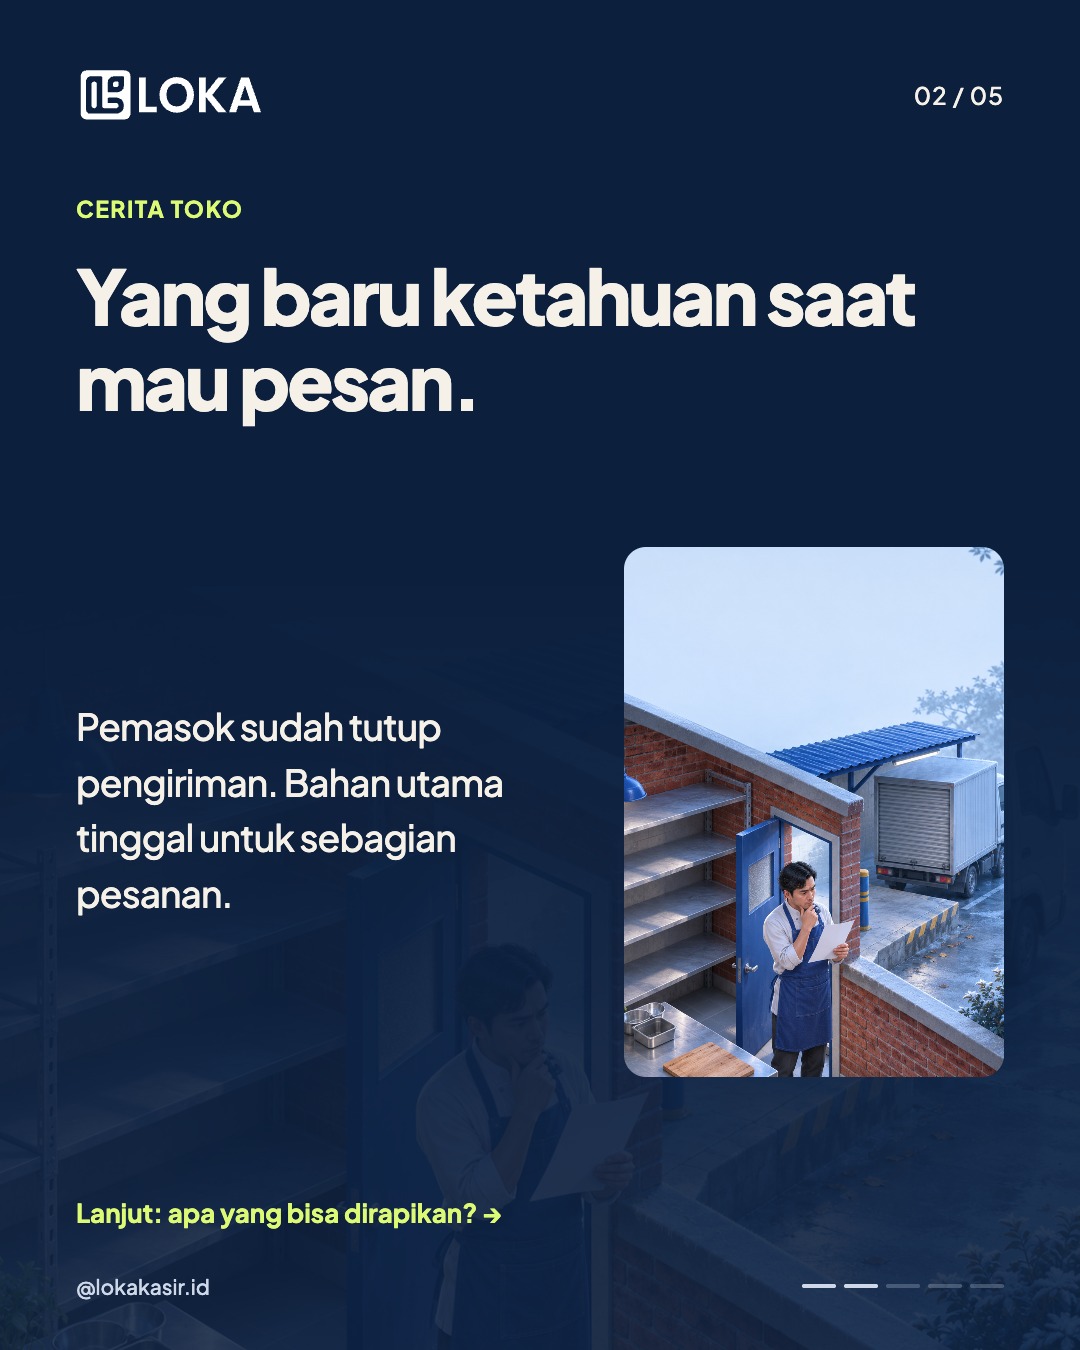 LOKA
02 / 05
CERITA TOKO
Yang baru ketahuan saat
mau pesan.
Pemasok sudah tutup
pengiriman. Bahan utama
tinggal untuk sebagian
pesanan.
Lanjut: apa yang bisa dirapikan? →
@lokakasir.id